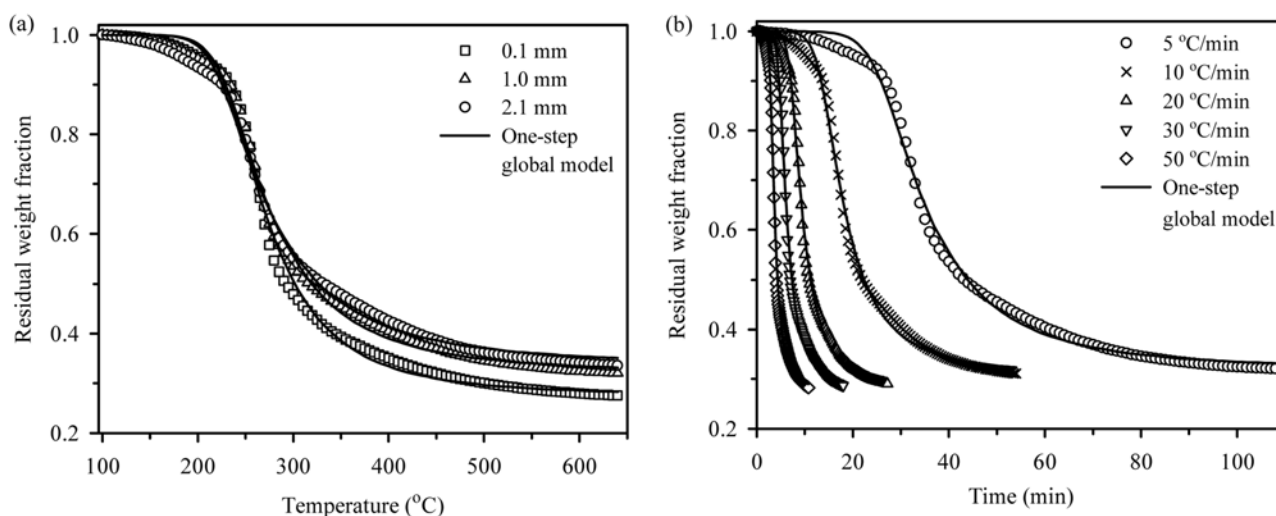 (a)
1.0
0.8
0.6
0.4
0.2
Residual weight fraction
100 200 300 400 500 600
Temperature (°C)
0.1 mm
1.0 mm
2.1 mm
One-step
global model
(b)
1.0
0.8
0.6
0.4
0.2
Residual weight fraction
0 20 40 60 80 100
Time (min)
5 °C/min
10 °C/min
20 °C/min
30 °C/min
50 °C/min
One-step
global model